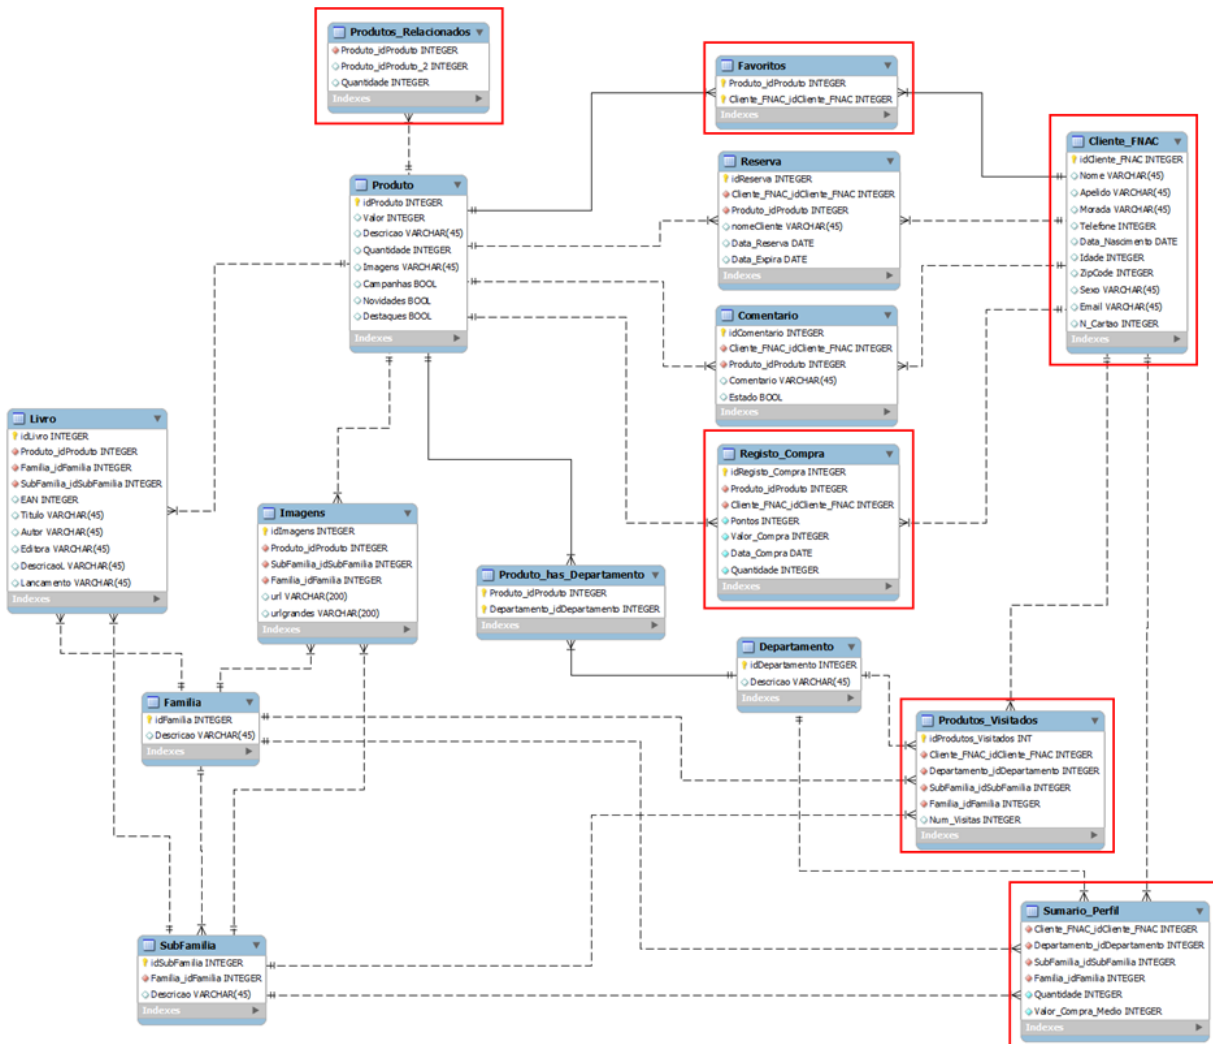 Produtos_Relacionados
Produto_idProduto INTEGER
Produto_idProduto_2 INTEGER
Quantidade INTEGER
Indexes
Favoritos
Produto_idProduto INTEGER
Cliente_FNAC_idCliente_FNAC INTEGER
Indexes
Cliente_FNAC
idCliente_FNAC INTEGER
Nome VARCHAR(45)
Apelido VARCHAR(45)
Morada VARCHAR(45)
Telefone INTEGER
Data_Nascimento DATE
Idade INTEGER
ZipCode INTEGER
Sexo VARCHAR(45)
Email VARCHAR(45)
N_Cartao INTEGER
Indexes
Reserva
idReserva INTEGER
Cliente_FNAC_idCliente_FNAC INTEGER
Produto_idProduto INTEGER
nomeCliente VARCHAR(45)
Data_Reserva DATE
Data_Expira DATE
Indexes
Produto
idProduto INTEGER
Valor INTEGER
Descricao VARCHAR(45)
Quantidade INTEGER
Imagens VARCHAR(45)
Campanhas BOOL
Novidades BOOL
Destaques BOOL
Indexes
Comentario
idComentario INTEGER
Cliente_FNAC_idCliente_FNAC INTEGER
Produto_idProduto INTEGER
Comentario VARCHAR(45)
Estado BOOL
Indexes
Livro
idLivro INTEGER
Produto_idProduto INTEGER
Familia_idFamilia INTEGER
SubFamilia_idSubFamilia INTEGER
EAN INTEGER
Titulo VARCHAR(45)
Autor VARCHAR(45)
Editora VARCHAR(45)
DescricaoL VARCHAR(45)
Lancamento VARCHAR(45)
Indexes
Registo_Compra
idRegisto_Compra INTEGER
Produto_idProduto INTEGER
Cliente_FNAC_idCliente_FNAC INTEGER
Pontos INTEGER
Valor_Compra INTEGER
Data_Compra DATE
Quantidade INTEGER
Indexes
Imagens
idImagens INTEGER
Produto_idProduto INTEGER
SubFamilia_idSubFamilia INTEGER
Familia_idFamilia INTEGER
url VARCHAR(200)
urlgrandes VARCHAR(200)
Indexes
Produto_has_Departamento
Produto_idProduto INTEGER
Departamento_idDepartamento INTEGER
Indexes
Departamento
idDepartamento INTEGER
Descricao VARCHAR(45)
Indexes
Familia
idFamilia INTEGER
Descricao VARCHAR(45)
Indexes
Produtos_Visitados
idProdutos_Visitados INT
Cliente_FNAC_idCliente_FNAC INTEGER
Departamento_idDepartamento INTEGER
SubFamilia_idSubFamilia INTEGER
Familia_idFamilia INTEGER
Num_Visitas INTEGER
Indexes
SubFamilia
idSubFamilia INTEGER
Familia_idFamilia INTEGER
Descricao VARCHAR(45)
Indexes
Sumario_Perfil
Cliente_FNAC_idCliente_FNAC INTEGER
Departamento_idDepartamento INTEGER
SubFamilia_idSubFamilia INTEGER
Familia_idFamilia INTEGER
Quantidade INTEGER
Valor_Compra_Medio INTEGER
Indexes